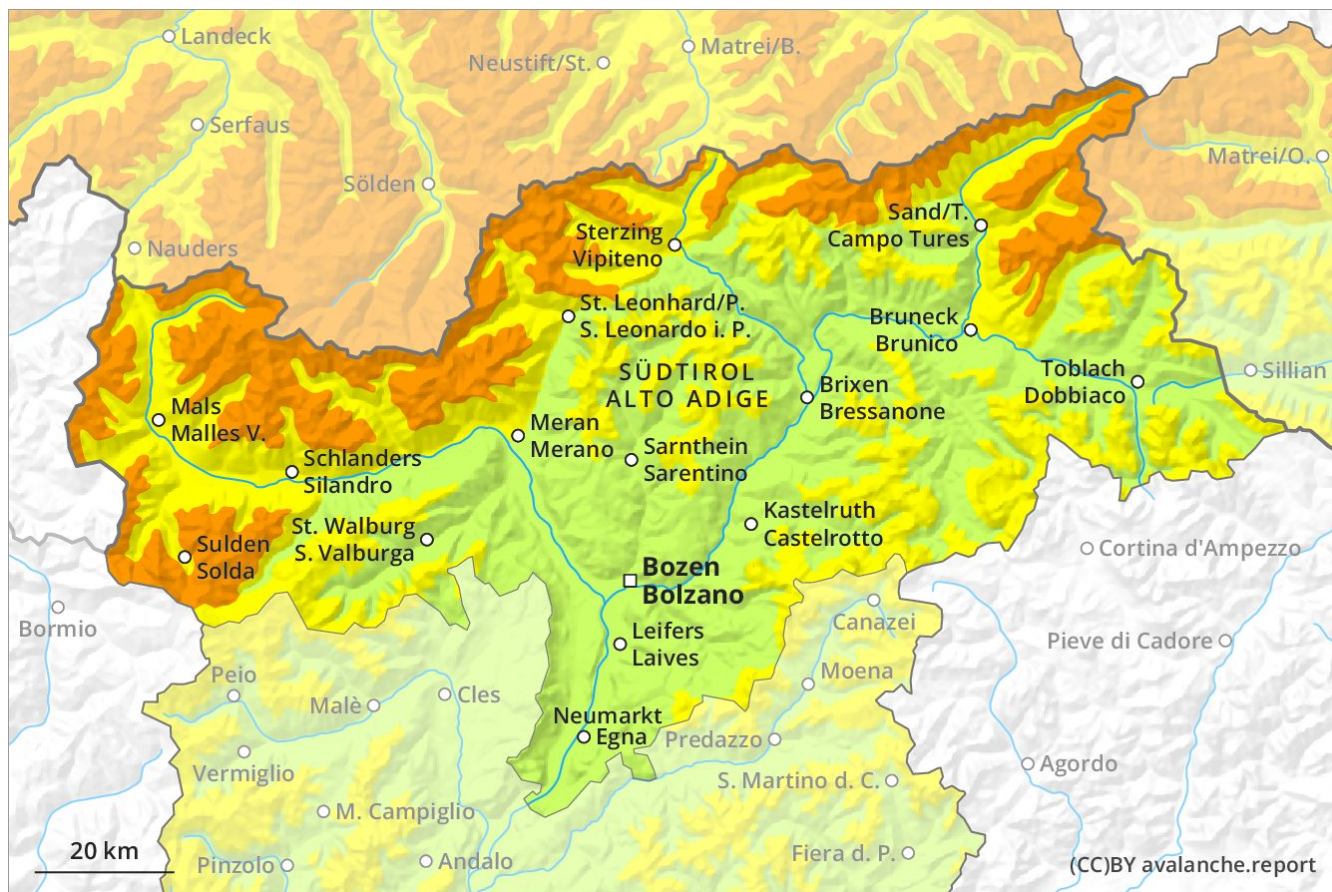 Landeck
Matrei/B.
Neustift/St.
Serfaus
Matrei/O.
Sölden
Sand/T.
Campo Tures
Sterzing
Vipiteno
Nauders
St. Leonhard/P.
S. Leonardo i. P.
Bruneck
Brunico
SÜDTIROL
ALTO ADIGE
Toblach
Dobbiaco
Sillian
Brixen
Bressanone
Mals
Malles V.
Meran
Merano
Sarnthein
Sarentino
Schlanders
Silandro
Kastelruth
Castelrotto
St. Walburg
S. Valburga
Sulden
Solda
Cortina d'Ampezzo
Bozen
Bolzano
Bormio
Canazei
Leifers
Laives
Pieve di Cadore
Peio
Moena
Malè
Cles
Neumarkt
Egna
Predazzo
Vermiglio
Agordo
S. Martino d. C.
M. Campiglio
20 km
Pinzolo
Andalo
Fiera d. P.
(CC)BY avalanche.report